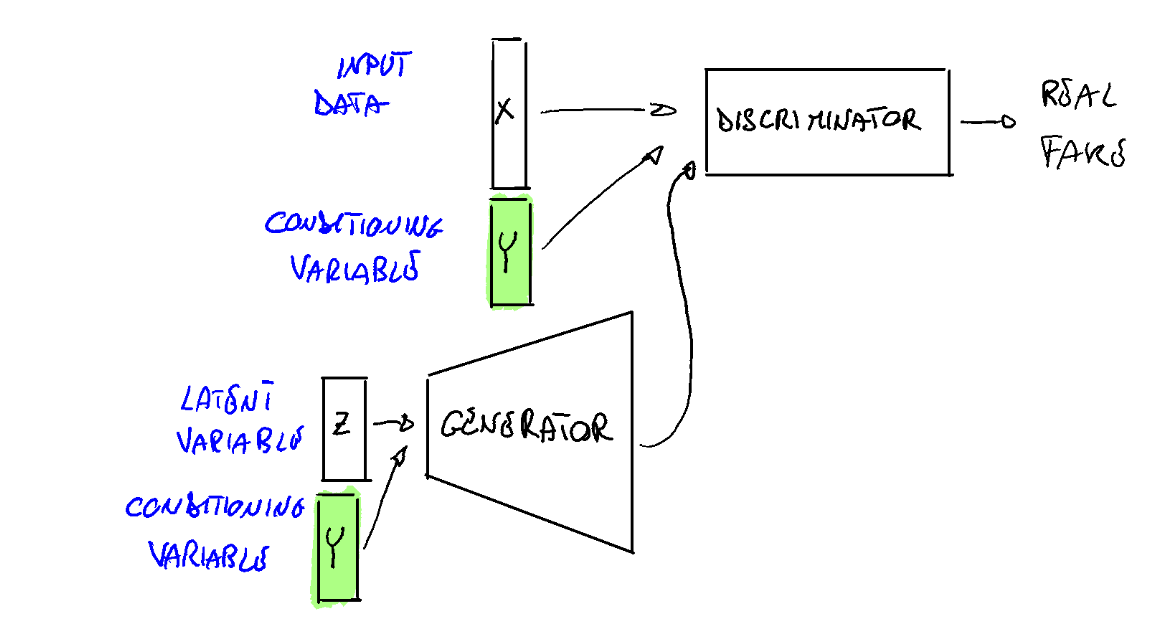 INPUT
DATA
X
DISCRIMINATOR
REAL
FAKE
CONDITIONING
VARIABLE
Y
LATENT
VARIABLE
Z
GENERATOR
CONDITIONING
VARIABLE
Y